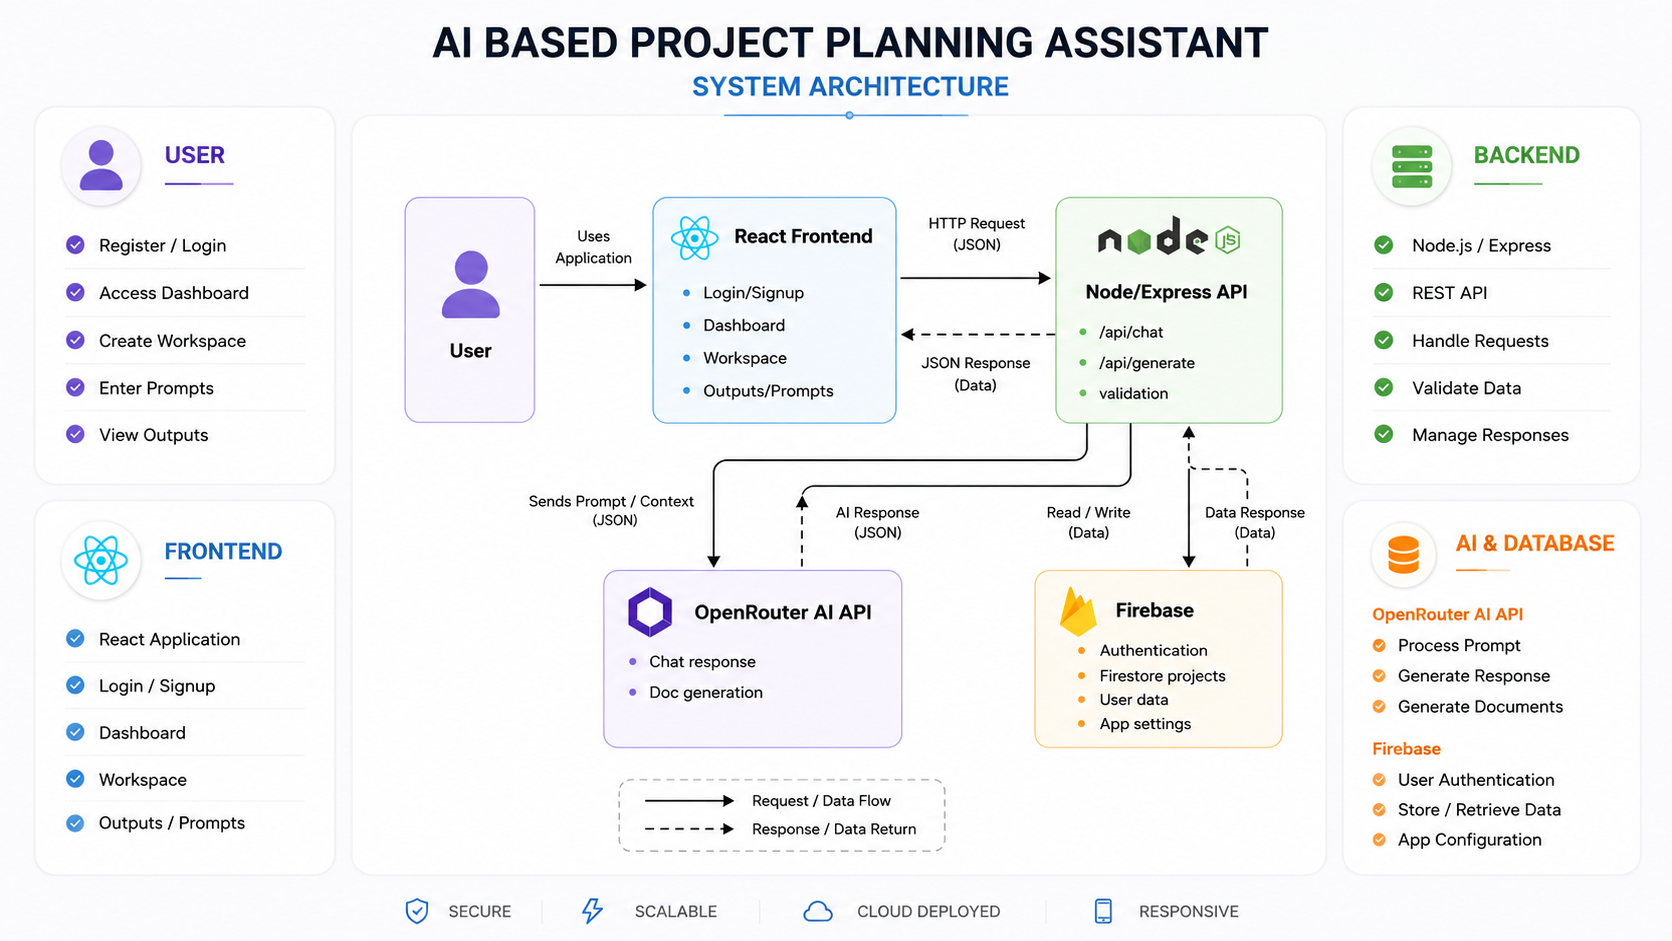 AI BASED PROJECT PLANNING ASSISTANT
SYSTEM ARCHITECTURE
USER
Register / Login
Access Dashboard
Create Workspace
Enter Prompts
View Outputs
FRONTEND
React Application
Login / Signup
Dashboard
Workspace
Outputs / Prompts
User
Uses
Application
React Frontend
Login/Signup
Dashboard
Workspace
Outputs/Prompts
HTTP Request
(JSON)
JSON Response
(Data)
node
JS
Node/Express API
/api/chat
/api/generate
validation
Sends Prompt / Context
(JSON)
AI Response
(JSON)
Read / Write
(Data)
Data Response
(Data)
OpenRouter AI API
Chat response
Doc generation
Firebase
Authentication
Firestore projects
User data
App settings
Request / Data Flow
Response / Data Return
BACKEND
Node.js / Express
REST API
Handle Requests
Validate Data
Manage Responses
AI & DATABASE
OpenRouter AI API
Process Prompt
Generate Response
Generate Documents
Firebase
User Authentication
Store / Retrieve Data
App Configuration
SECURE
SCALABLE
CLOUD DEPLOYED
RESPONSIVE